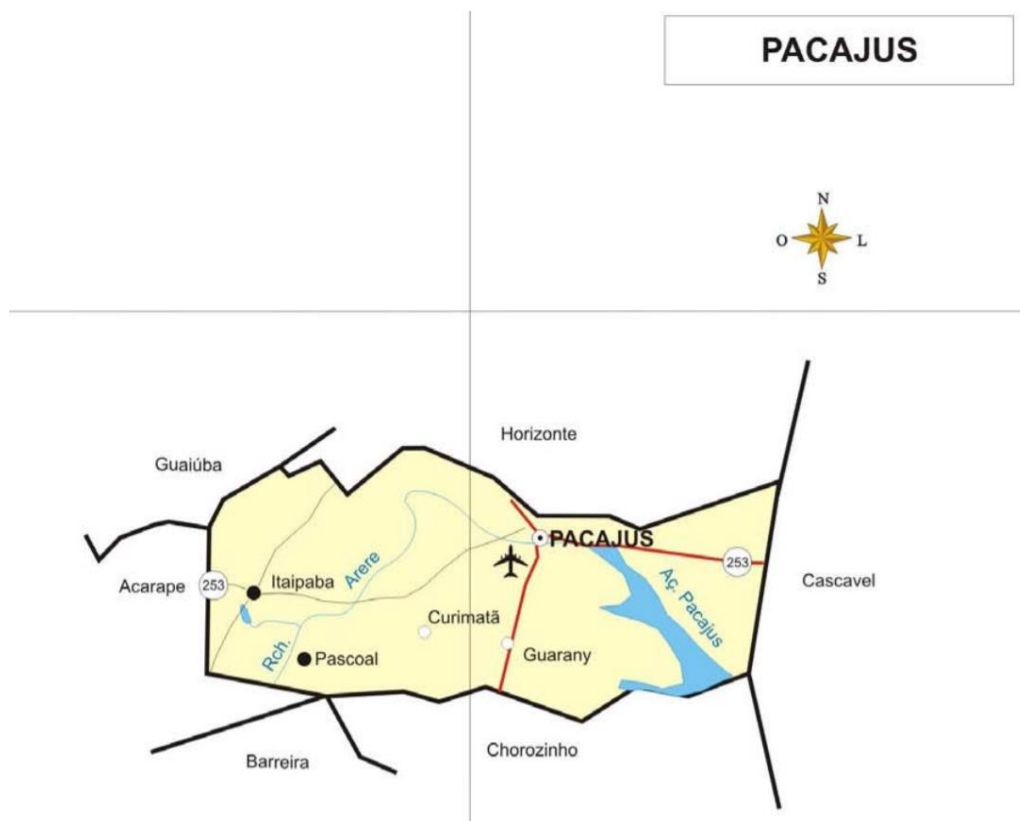 PACAJUS
N
O
L
S
Horizonte
Guaiúba
PACAJUS
253
Aç. Pacajus
Acarape
253
Itaipaba
Arere
Cascavel
Curimatã
Rch.
Pascoal
Guarany
Chorozinho
Barreira